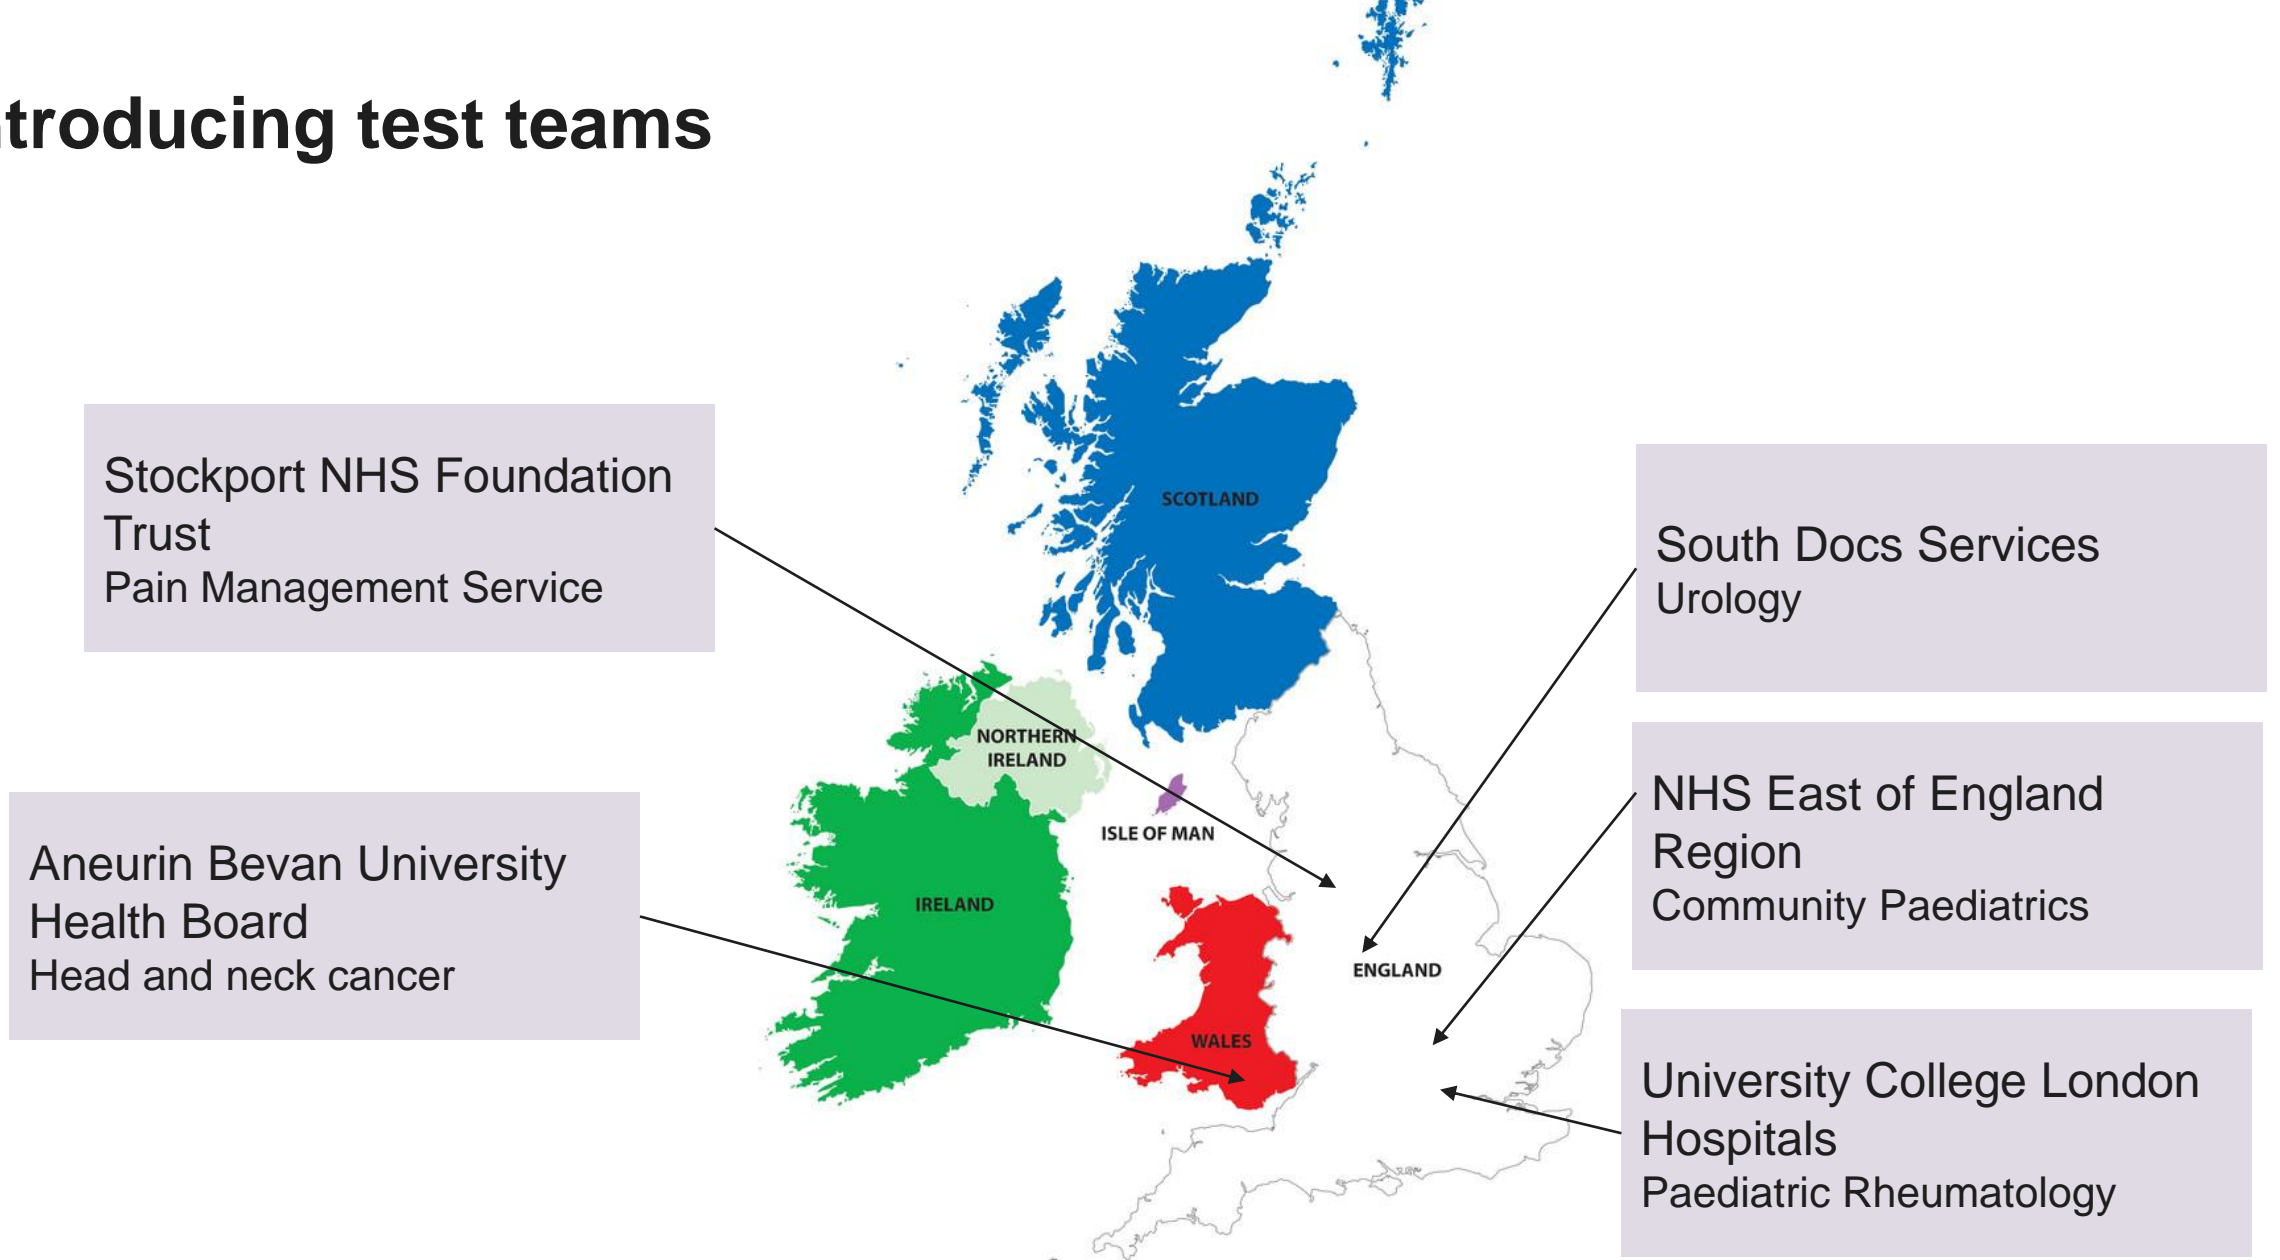 ntroducing test teams
Stockport NHS Foundation
Trust
Pain Management Service
Aneurin Bevan University
Health Board
Head and neck cancer
SCOTLAND
NORTHERN
IRELAND
ISLE OF MAN
IRELAND
WALES
ENGLAND
South Docs Services
Urology
NHS East of England
Region
Community Paediatrics
University College London
Hospitals
Paediatric Rheumatology